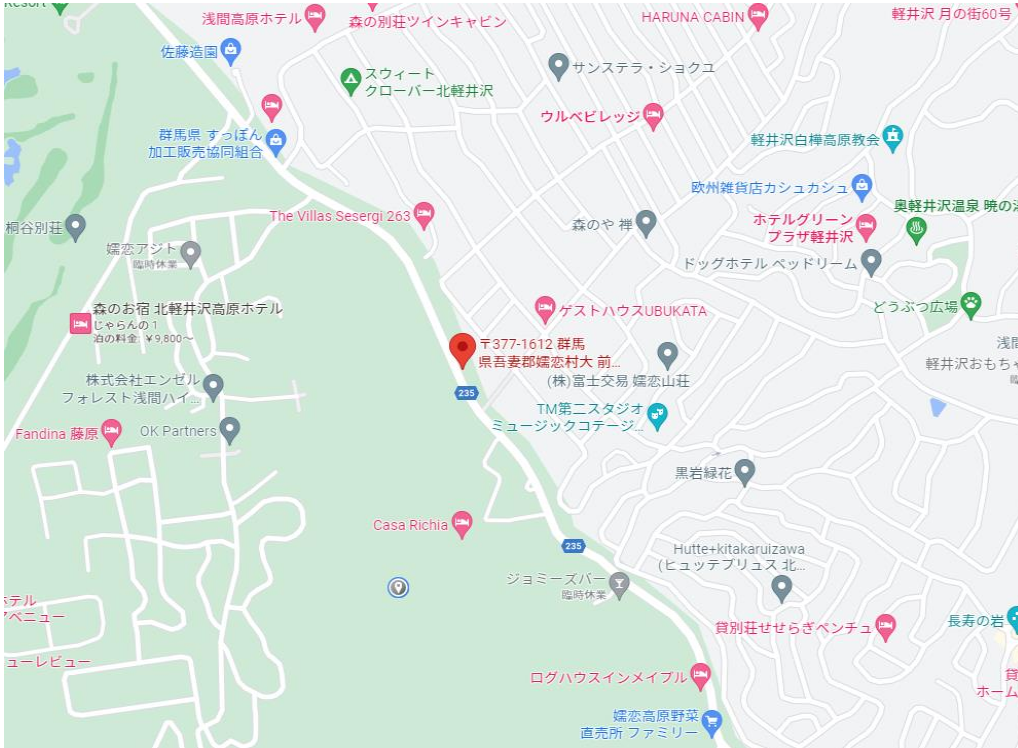 Resort
浅間高原ホテル
森の別荘ツインキャビン
HARUNA CABIN
軽井沢 月の街60号
佐藤造園
スウィート
クローバー北軽井沢
サンステラ・ショクユ
ウルベビレッジ
群馬県 すっぽん
加工販売協同組合
軽井沢白樺高原教会
欧州雑貨店カシュカシュ
奥軽井沢温泉 暁の湯
The Villas Sesergi 263
桐谷別荘
森のや 禅
ホテルグリーン
プラザ軽井沢
嬬恋アジト
臨時休業
ドッグホテル ペッドリーム
森のお宿 北軽井沢高原ホテル
じゃらんの 1
泊の料金: ￥9,800～
ゲストハウスUBUKATA
どうぶつ広場
〒377-1612 群馬
県吾妻郡嬬恋村大 前...
浅間
軽井沢おもちゃ
(株)富士交易 嬬恋山荘
株式会社エンゼル
フォレスト浅間ハイ...
235
TM第二スタジオ
ミュージックコテージ...
Fandina 藤原
OK Partners
黒岩緑花
Casa Richia
235
Hutte+kitakaruizawa
(ヒュッテプリュス 北...
ジョミーズバー
臨時休業
ホテル
アベニュー
貸別荘せせらぎペンチュ
長寿の岩
ューレビュー
ログハウスインメイプル
貸
ホーム
嬬恋高原野菜
直売所 ファミリー